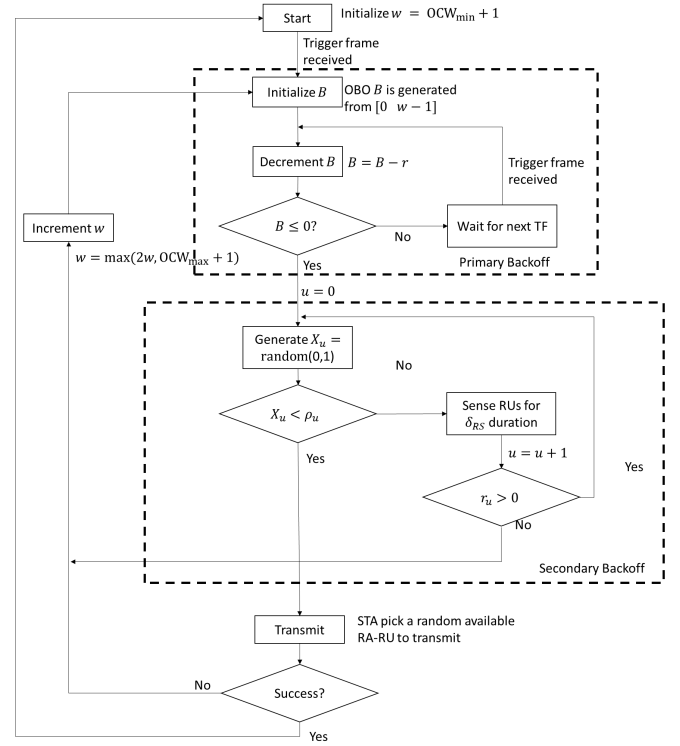 Start
Initialize w = OCW_min + 1
Trigger frame
received
Initialize B
OBO B is generated
from [0 w − 1]
Decrement B
B = B − r
Trigger frame
received
Increment w
B ≤ 0?
No
Wait for next TF
w = max(2w, OCW_max + 1)
Yes
Primary Backoff
u = 0
Generate X_u =
random(0,1)
No
X_u < ρ_u
Sense RUs for
δ_RS duration
Yes
u = u + 1
Yes
r_u > 0
No
Secondary Backoff
Transmit
STA pick a random available
RA-RU to transmit
No
Success?
Yes